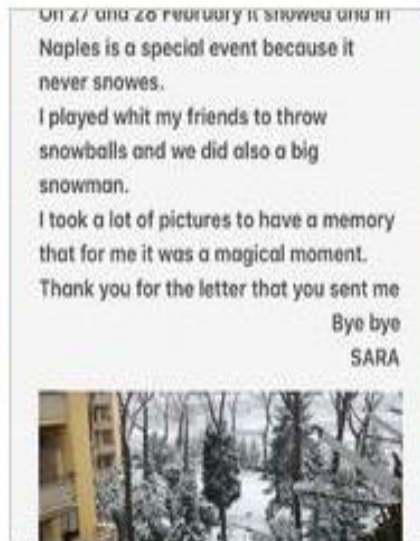 On 27 and 28 February it snowed and in
Naples is a special event because it
never snowes.
I played whit my friends to throw
snowballs and we did also a big
snowman.
I took a lot of pictures to have a memory
that for me it was a magical moment.
Thank you for the letter that you sent me
Bye bye
SARA